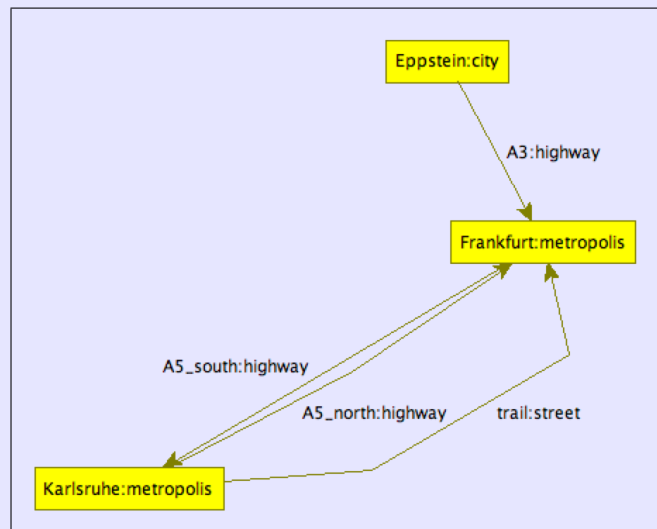 Eppstein:city
A3:highway
Frankfurt:metropolis
A5_south:highway
A5_north:highway
trail:street
Karlsruhe:metropolis